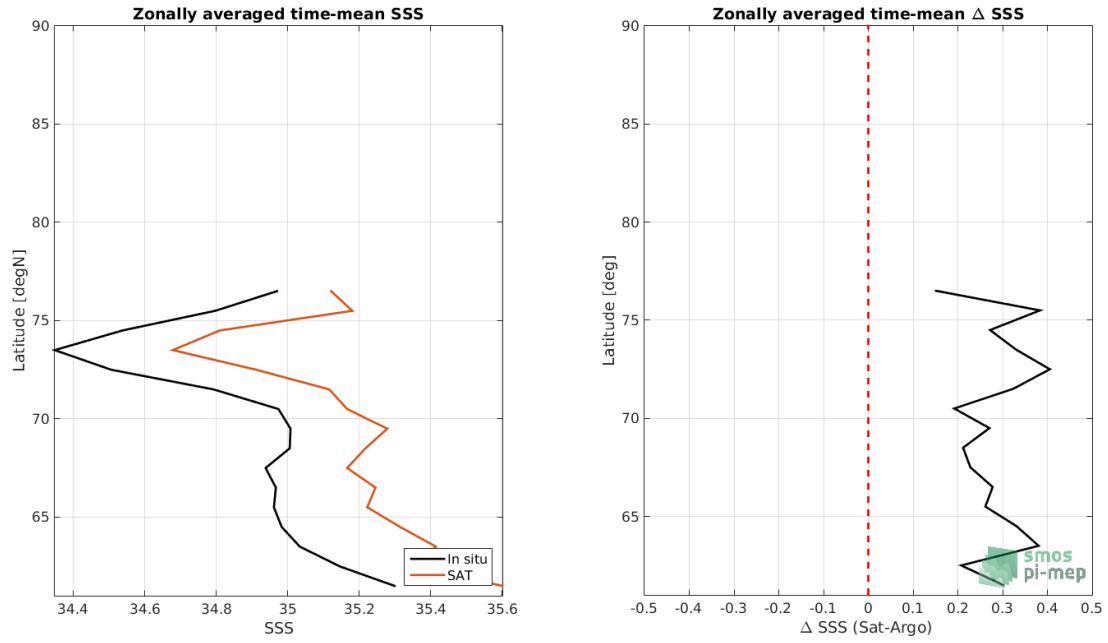 Zonally averaged time-mean SSS
90
85
80
75
70
65
Latitude [degN]
34.4 34.6 34.8 35 35.2 35.4 35.6
SSS
In situ
SAT
Zonally averaged time-mean Δ SSS
90
85
80
75
70
65
Latitude [deg]
-0.5 -0.4 -0.3 -0.2 -0.1 0 0.1 0.2 0.3 0.4 0.5
Δ SSS (Sat-Argo)
smos
pi-mep